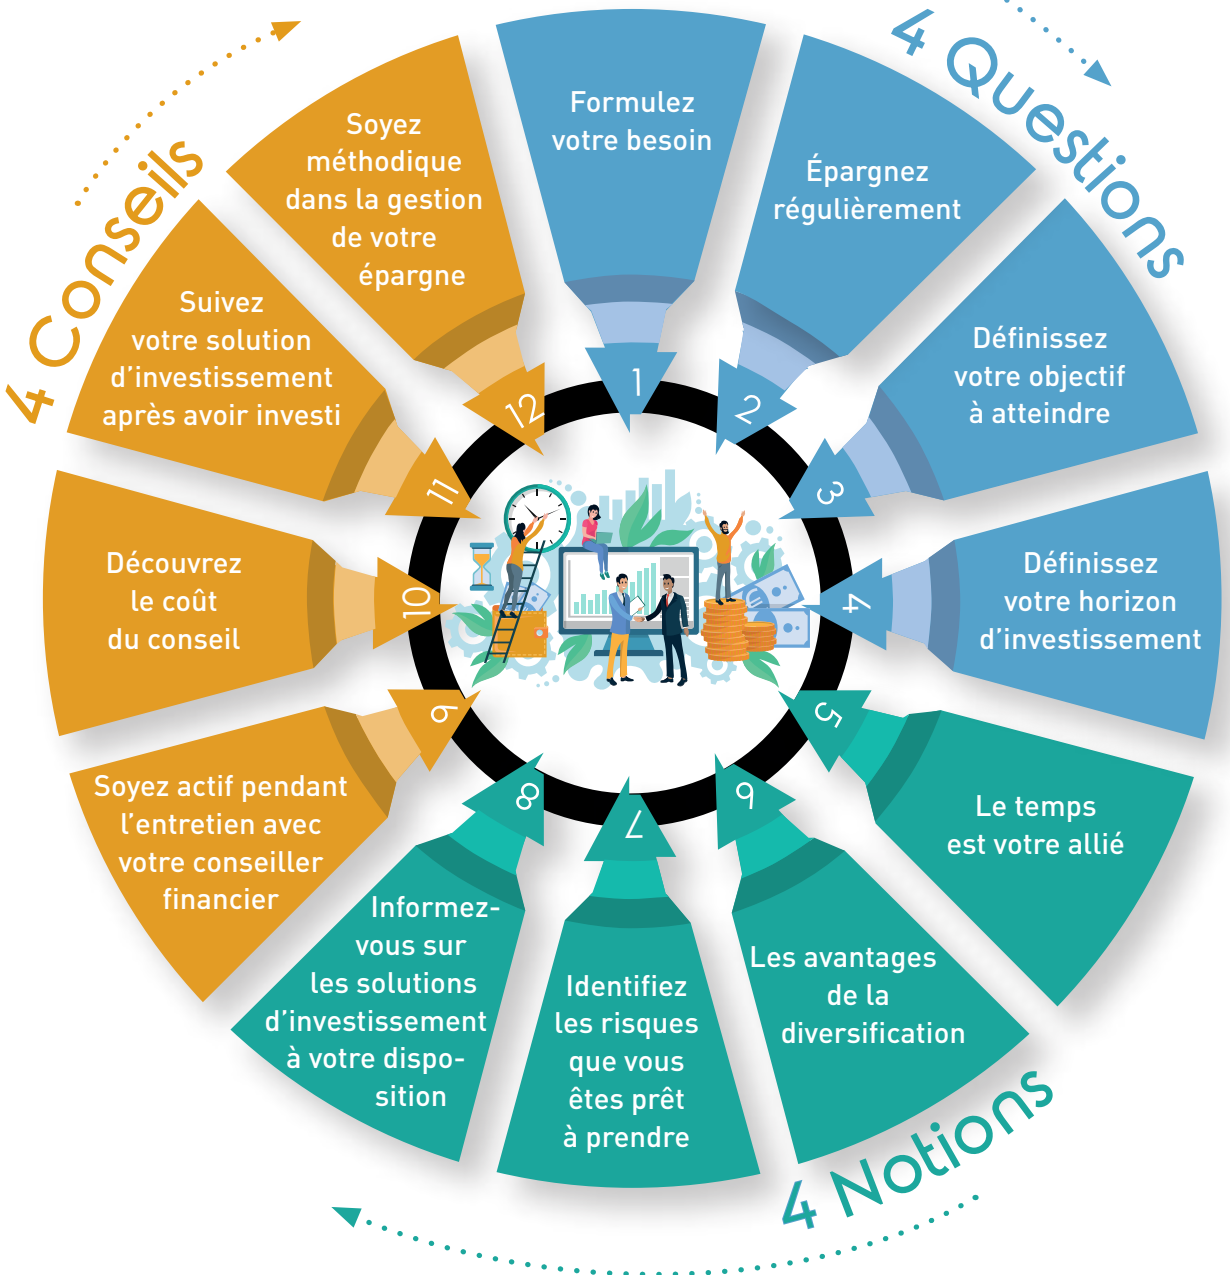 4 Questions
1
Formulez
votre besoin
2
Épargnez
régulièrement
3
Définissez
votre objectif
à atteindre
4
Définissez
votre horizon
d’investissement
4 Notions
5
Le temps
est votre allié
6
Les avantages
de la
diversification
7
Identifiez
les risques
que vous
êtes prêt
à prendre
8
Informez-
vous sur
les solutions
d’investissement
à votre dispo-
sition
4 Conseils
9
Soyez actif pendant
l’entretien avec
votre conseiller
financier
10
Découvrez
le coût
du conseil
11
Suivez
votre solution
d’investissement
après avoir investi
12
Soyez
méthodique
dans la gestion
de votre
épargne